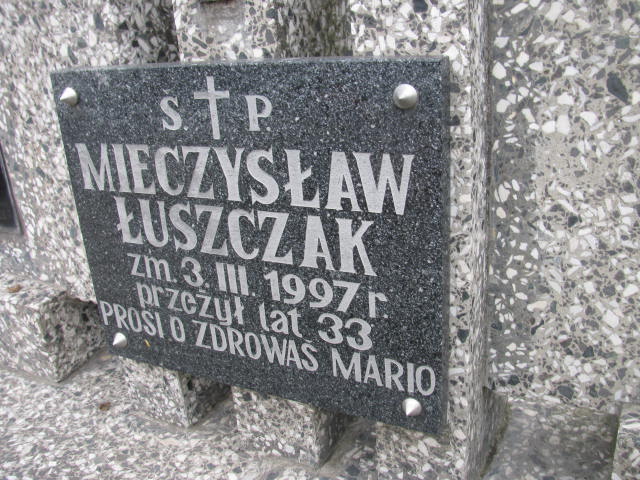 Ś. † P.
MIECZYSŁAW
ŁUSZCZAK
zm. 3. III 1997 r.
przeżył lat 33
PROSI O ZDROWAŚ MARIO